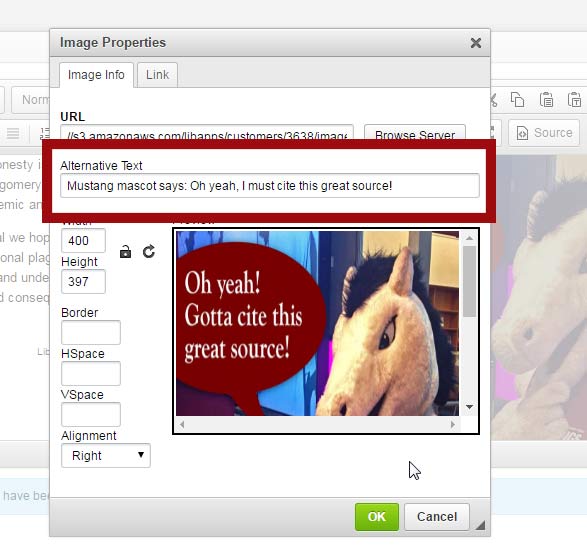 Image Properties
Image Info
Link
Norm
URL
//s3.amazonaws.com/libapps/customers/3638/image
Browse Server
Source
Alternative Text
Mustang mascot says: Oh yeah, I must cite this great source!
onesty i
tgomery
emic an
al we hop
onal plag
and unde
d conseq
Lib
have bee
Width
400
Height
397
Border
HSpace
VSpace
Alignment
Right
Preview
Oh yeah!
Gotta cite this
great source!
OK
Cancel